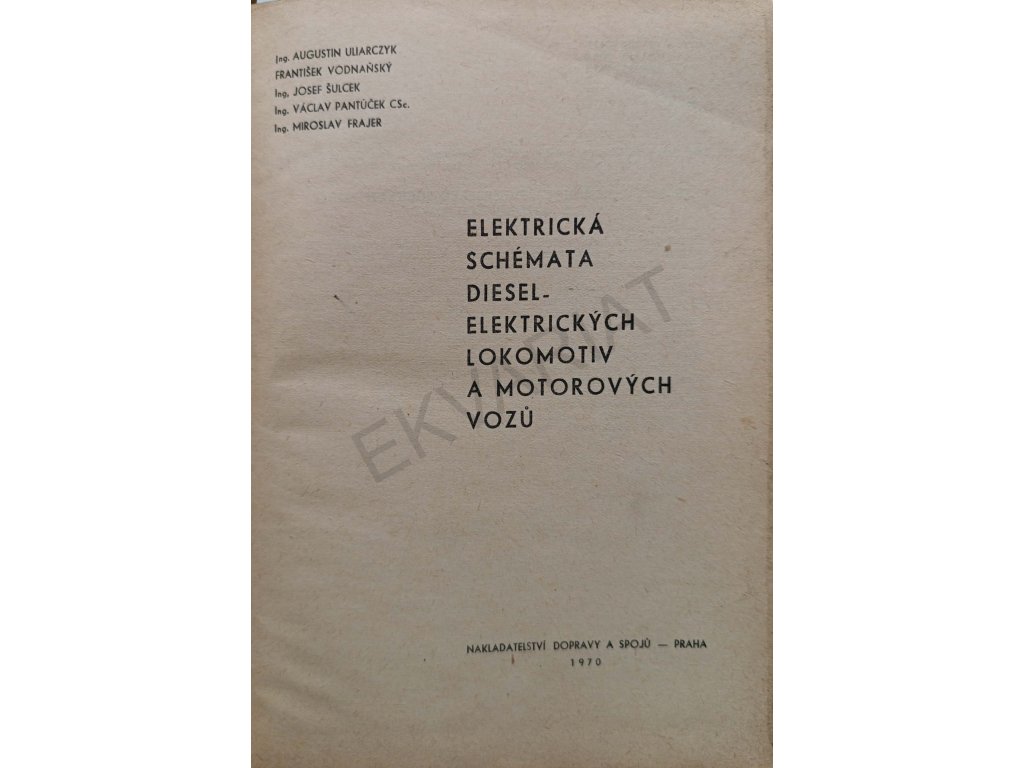 Ing. AUGUSTIN ULIARCZYK
FRANTIŠEK VODNAŇSKÝ
Ing. JOSEF ŠULCEK
Ing. VÁCLAV PANTŮČEK CSc.
Ing. MIROSLAV FRAJER
ELEKTRICKÁ
SCHÉMATA
DIESEL-
ELEKTRICKÝCH
LOKOMOTIV
A MOTOROVÝCH
VOZŮ
EKVARIAT
NAKLADATELSTVÍ DOPRAVY A SPOJŮ — PRAHA
1970